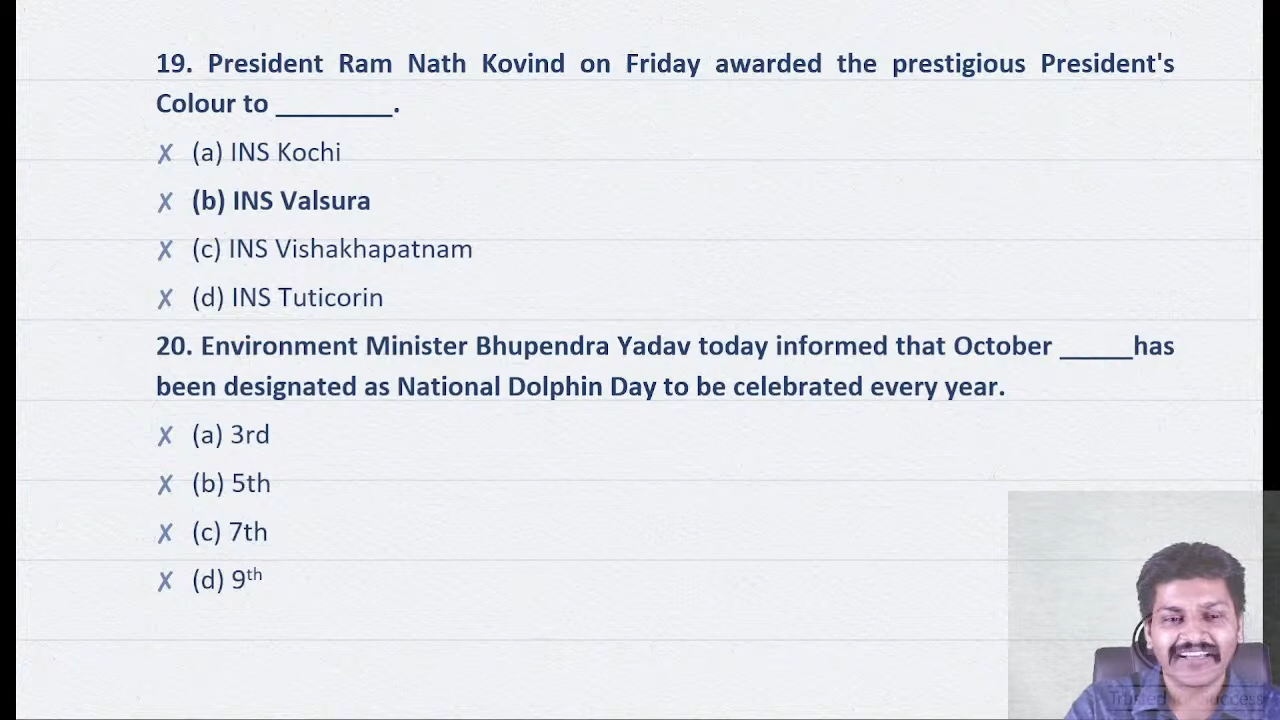 19. President Ram Nath Kovind on Friday awarded the prestigious President's
Colour to ________.
✗ (a) INS Kochi
✗ (b) INS Valsura
✗ (c) INS Vishakhapatnam
✗ (d) INS Tuticorin
20. Environment Minister Bhupendra Yadav today informed that October _____has
been designated as National Dolphin Day to be celebrated every year.
✗ (a) 3rd
✗ (b) 5th
✗ (c) 7th
✗ (d) 9th